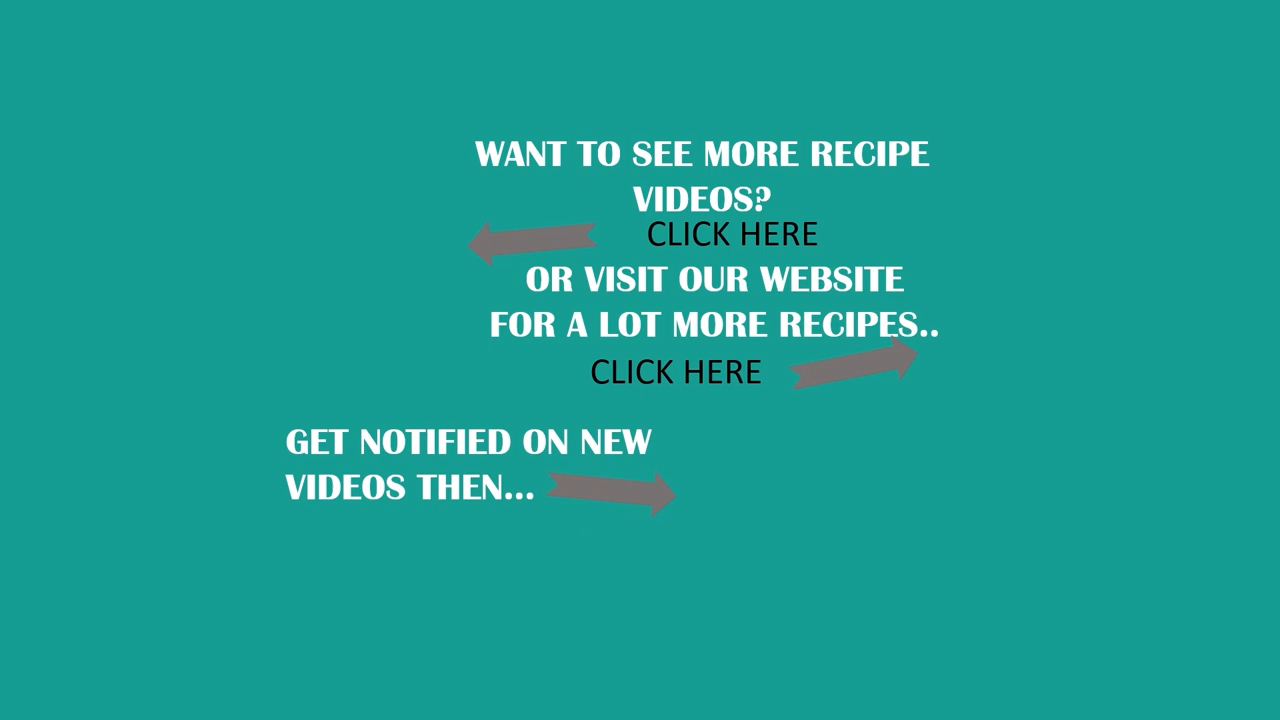 WANT TO SEE MORE RECIPE
VIDEOS?
CLICK HERE
OR VISIT OUR WEBSITE
FOR A LOT MORE RECIPES..
CLICK HERE
GET NOTIFIED ON NEW
VIDEOS THEN...